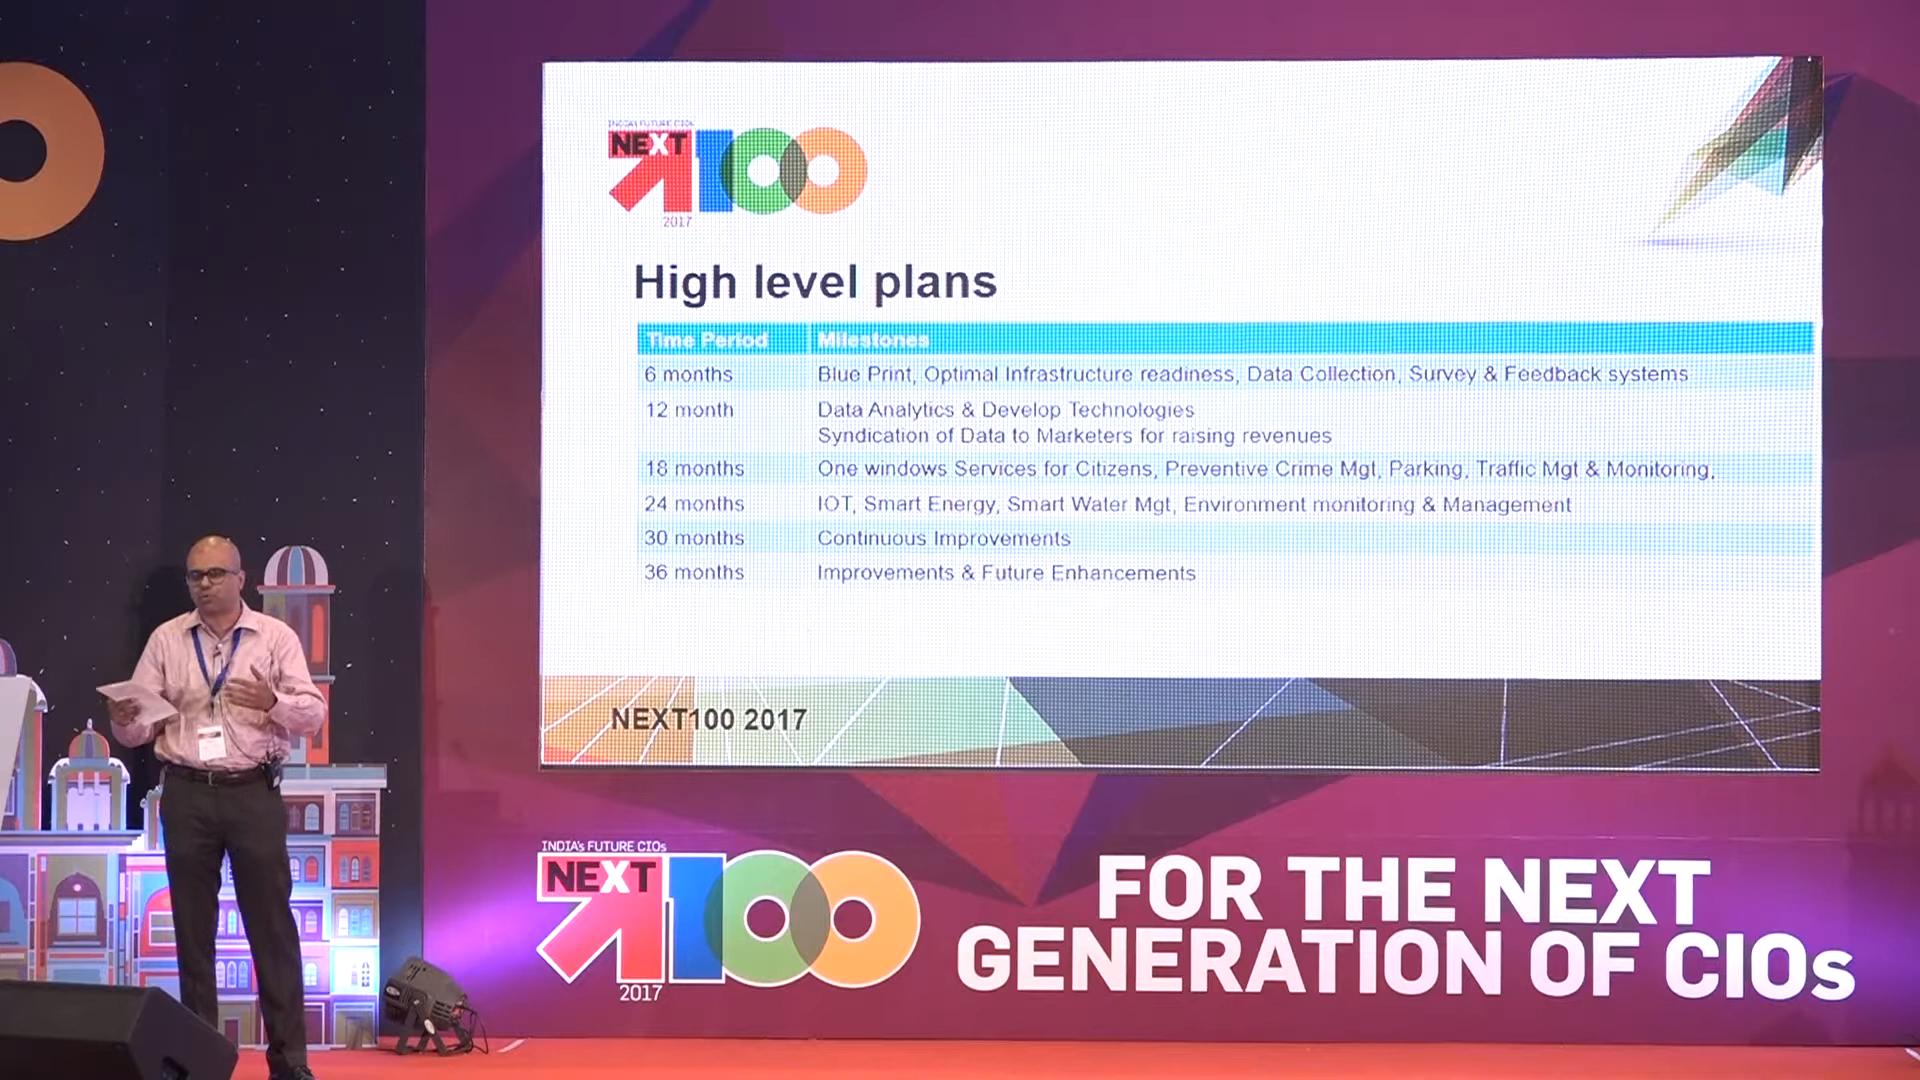 INDIA's FUTURE CIOs
NEXT
100
2017
High level plans
Time Period Milestones
6 months Blue Print, Optimal Infrastructure readiness, Data Collection, Survey & Feedback systems
12 month Data Analytics & Develop Technologies
Syndication of Data to Marketers for raising revenues
18 months One windows Services for Citizens, Preventive Crime Mgt, Parking, Traffic Mgt & Monitoring,
24 months IOT, Smart Energy, Smart Water Mgt, Environment monitoring & Management
30 months Continuous Improvements
36 months Improvements & Future Enhancements
NEXT100 2017
INDIA's FUTURE CIOs
NEXT
100
2017
FOR THE NEXT
GENERATION OF CIOs